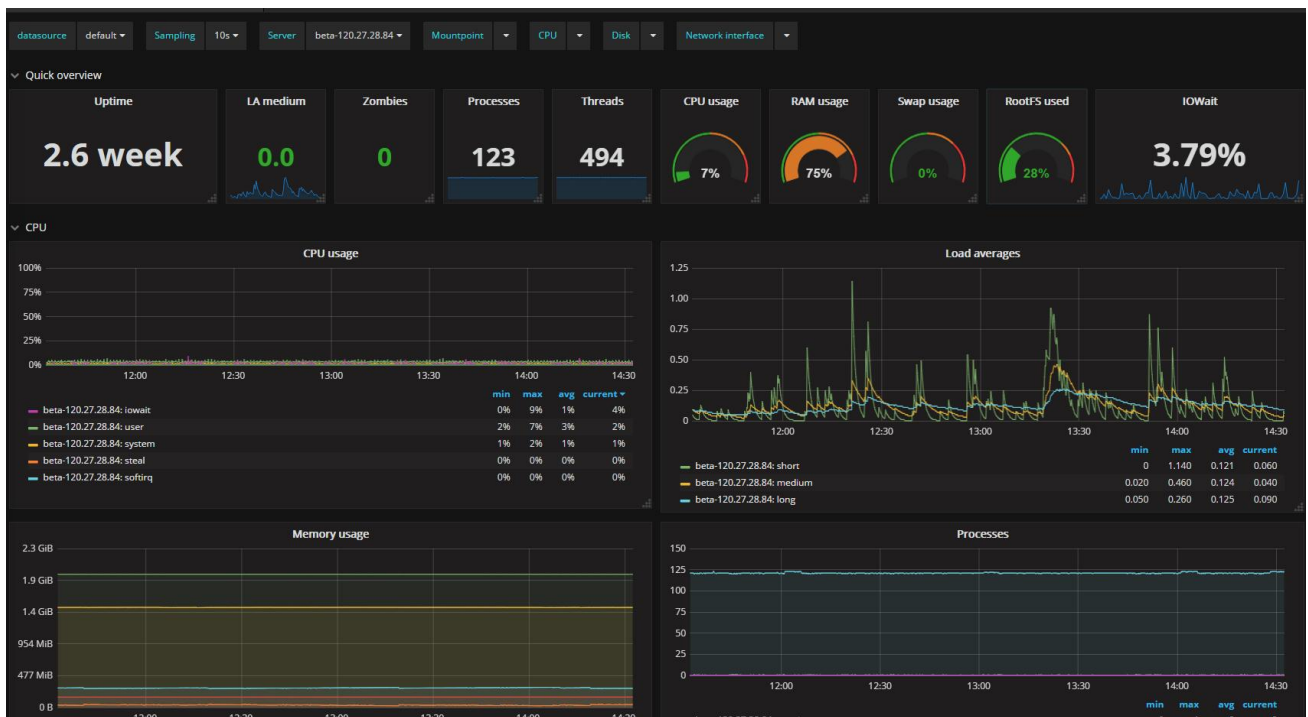 datasource default Sampling 10s Server beta-120.27.28.84 Mountpoint CPU Disk Network interface
Quick overview
Uptime LA medium Zombies Processes Threads CPU usage RAM usage Swap usage RootFS used IOWait
2.6 week 0.0 0 123 494 7% 75% 0% 28% 3.79%
CPU
CPU usage
100%
75%
50%
25%
0%
12:00 12:30 13:00 13:30 14:00 14:30
min max avg current
beta-120.27.28.84: iowait 0% 9% 1% 4%
beta-120.27.28.84: user 2% 7% 3% 2%
beta-120.27.28.84: system 1% 2% 1% 1%
beta-120.27.28.84: steal 0% 0% 0% 0%
beta-120.27.28.84: softirq 0% 0% 0% 0%
Load averages
1.25
1.00
0.75
0.50
0.25
0
12:00 12:30 13:00 13:30 14:00 14:30
min max avg current
beta-120.27.28.84: short 0 1.140 0.121 0.060
beta-120.27.28.84: medium 0.020 0.460 0.124 0.040
beta-120.27.28.84: long 0.050 0.260 0.125 0.090
Memory usage
2.3 GiB
1.9 GiB
1.4 GiB
954 MiB
477 MiB
0 B
12:00 12:30 13:00 13:30 14:00 14:30
Processes
150
125
100
75
50
25
0
12:00 12:30 13:00 13:30 14:00 14:30
min max avg current